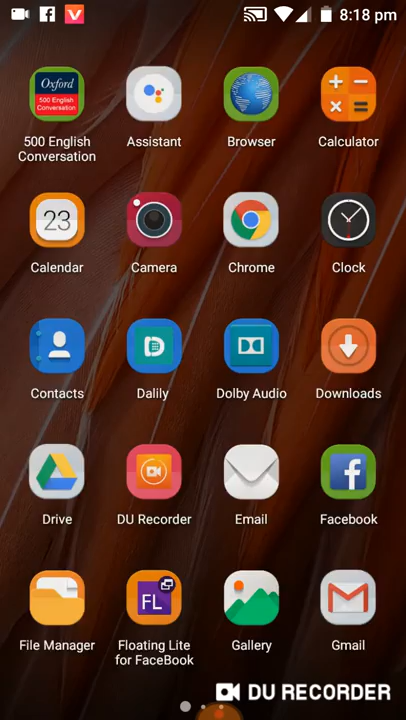 8:18 pm
Oxford
500 English
Conversation
500 English
Conversation
Assistant
Browser
Calculator
23
Calendar
Camera
Chrome
Clock
Contacts
Dalily
Dolby Audio
Downloads
Drive
DU Recorder
Email
Facebook
File Manager
FL
Floating Lite
for FaceBook
Gallery
Gmail
DU RECORDER